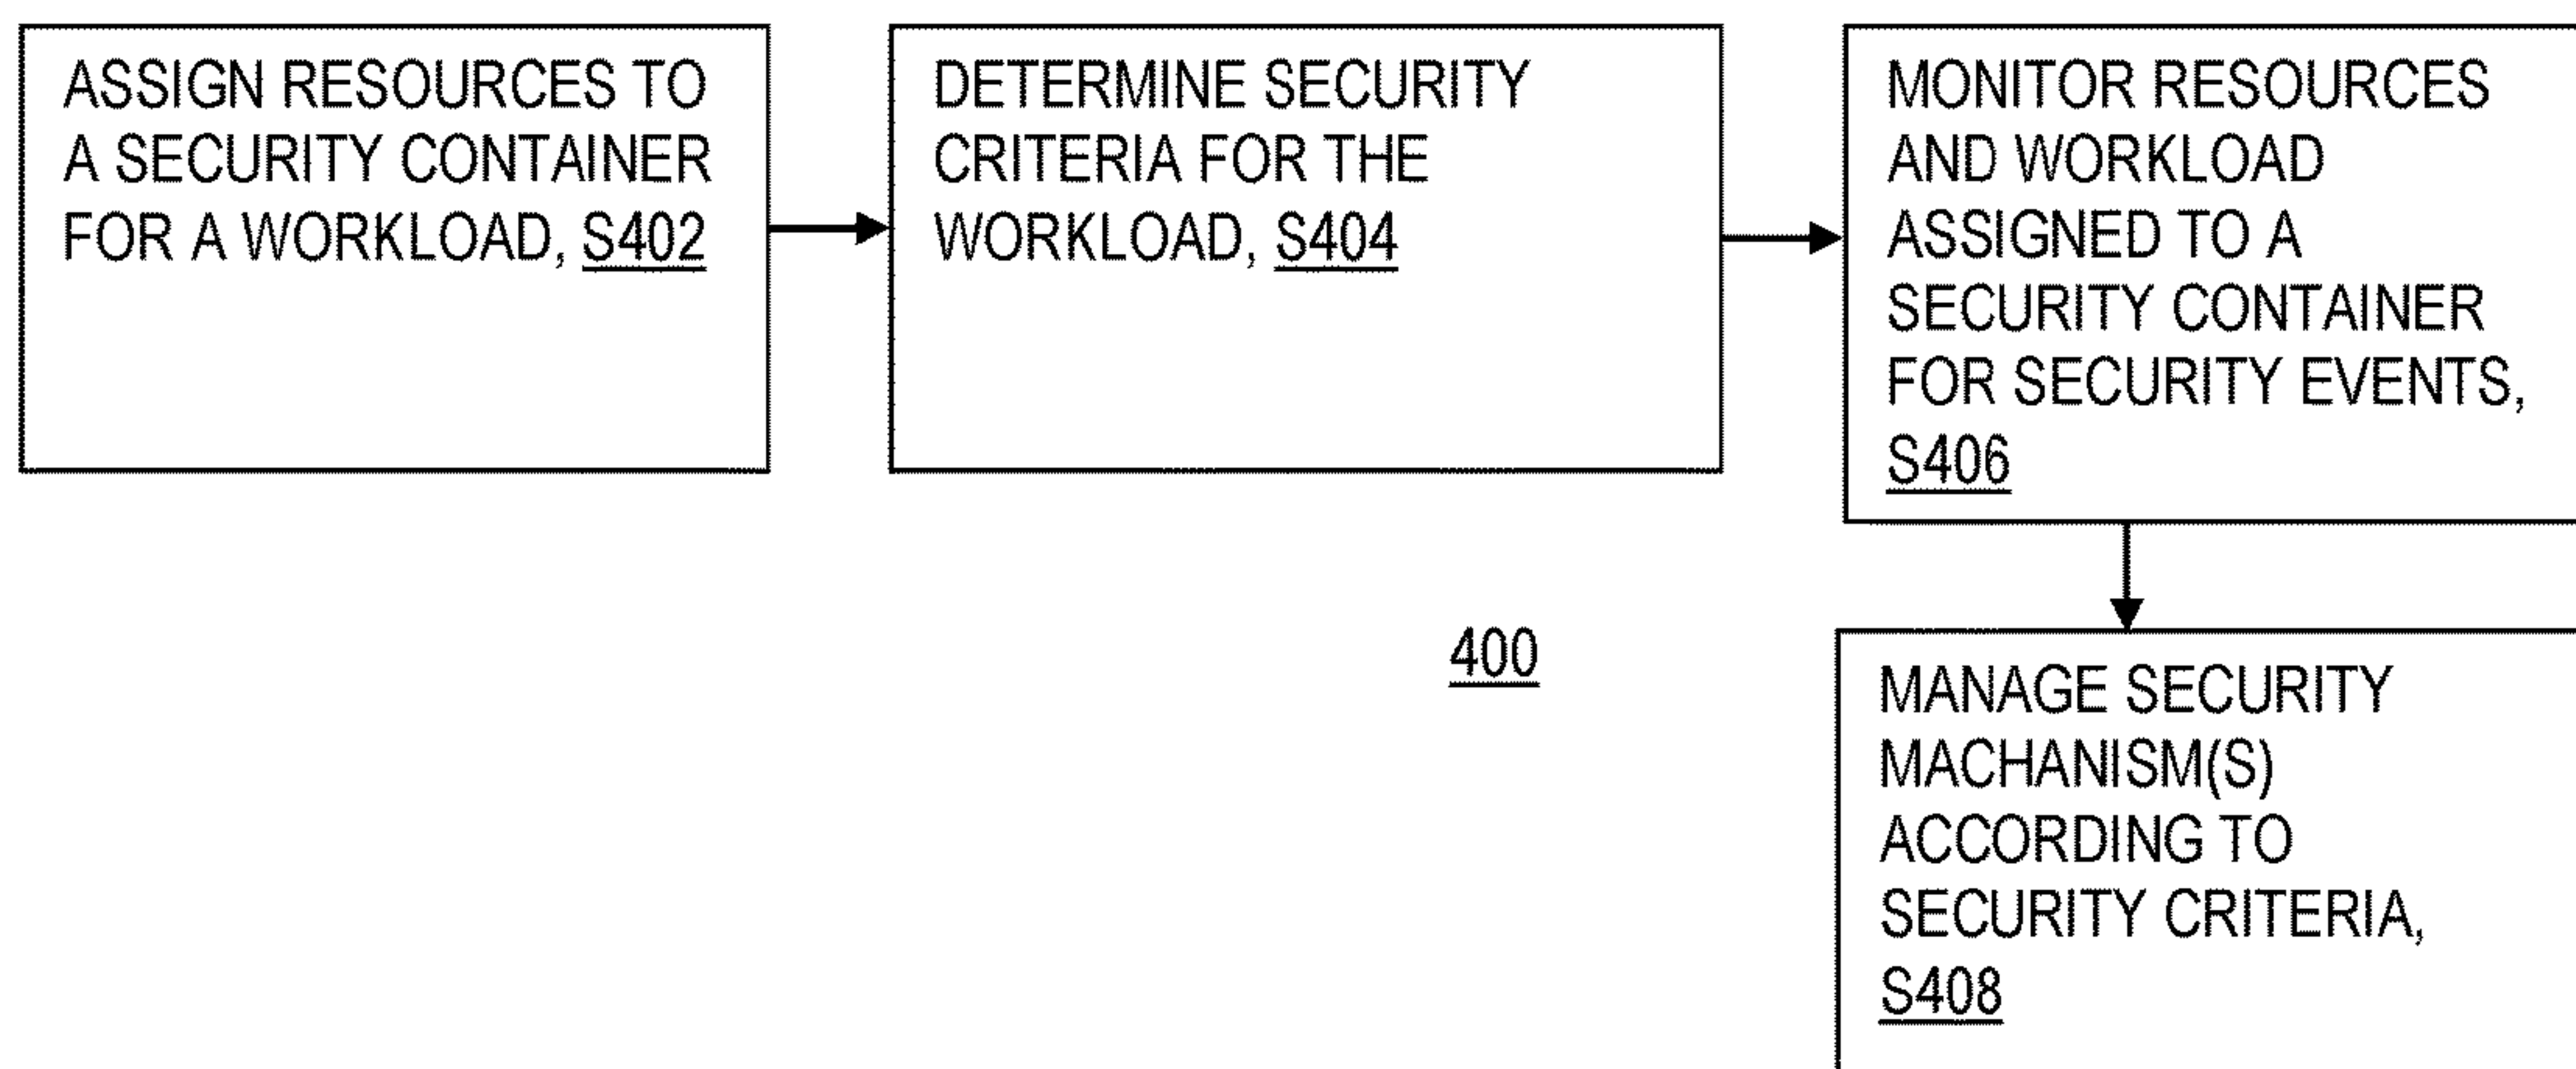 ASSIGN RESOURCES TO
A SECURITY CONTAINER
FOR A WORKLOAD, S402
DETERMINE SECURITY
CRITERIA FOR THE
WORKLOAD, S404
MONITOR RESOURCES
AND WORKLOAD
ASSIGNED TO A
SECURITY CONTAINER
FOR SECURITY EVENTS,
S406
400
MANAGE SECURITY
MACHANISM(S)
ACCORDING TO
SECURITY CRITERIA,
S408